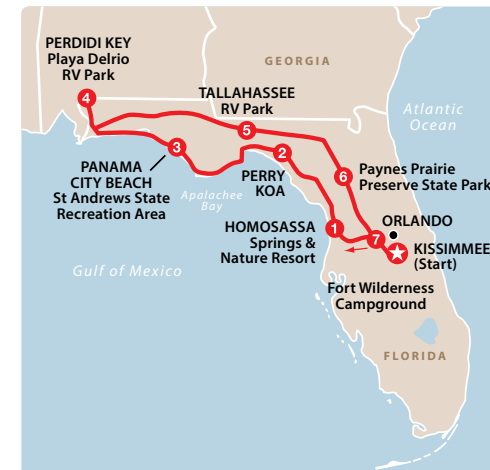 PERDIDI KEY
Playa Delrio
RV Park
GEORGIA
TALLAHASSEE
RV Park
Atlantic
Ocean
4
5
3
2
PANAMA
CITY BEACH
St Andrews State
Recreation Area
PERRY
KOA
Apalachee
Bay
6
Paynes Prairie
Preserve State Park
HOMOSASSA
Springs &
Nature Resort
1
7
ORLANDO
KISSIMMEE
(Start)
Gulf of Mexico
Fort Wilderness
Campground
FLORIDA